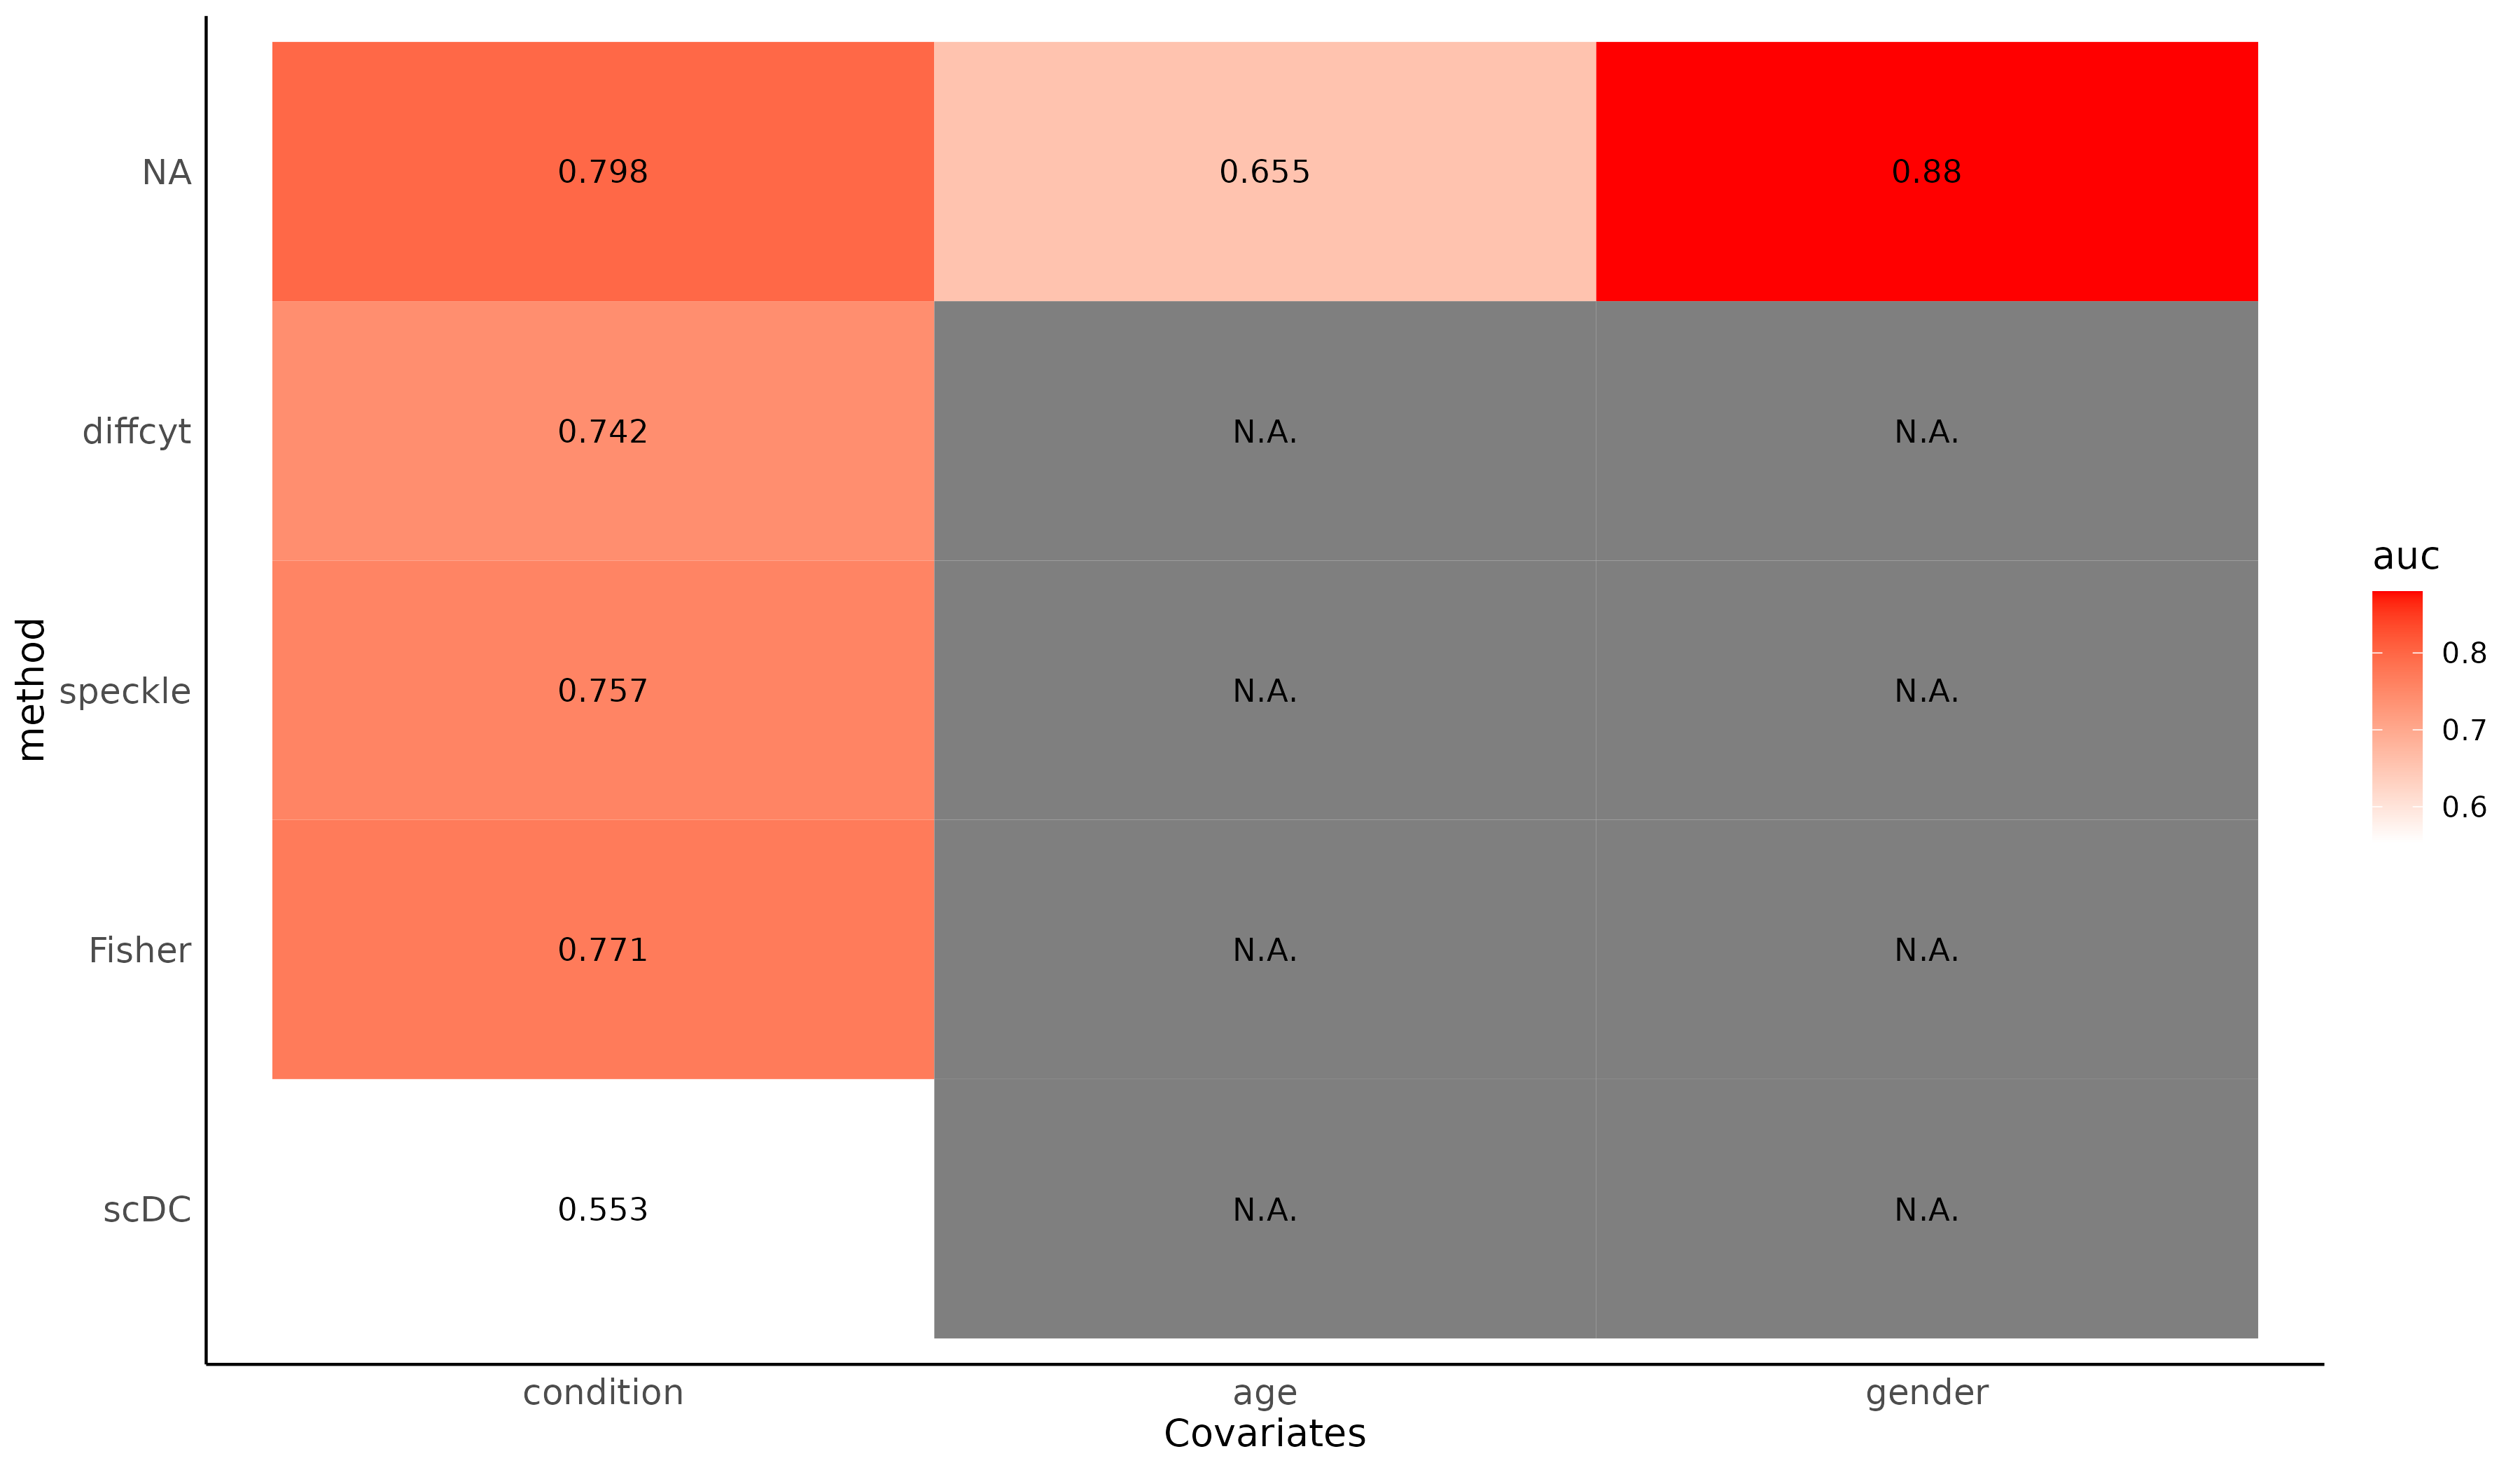 NA
0.798
0.655
0.88
diffcyt
0.742
N.A.
N.A.
speckle
0.757
N.A.
N.A.
Fisher
0.771
N.A.
N.A.
scDC
0.553
N.A.
N.A.
method
condition
age
gender
Covariates
auc
0.8
0.7
0.6